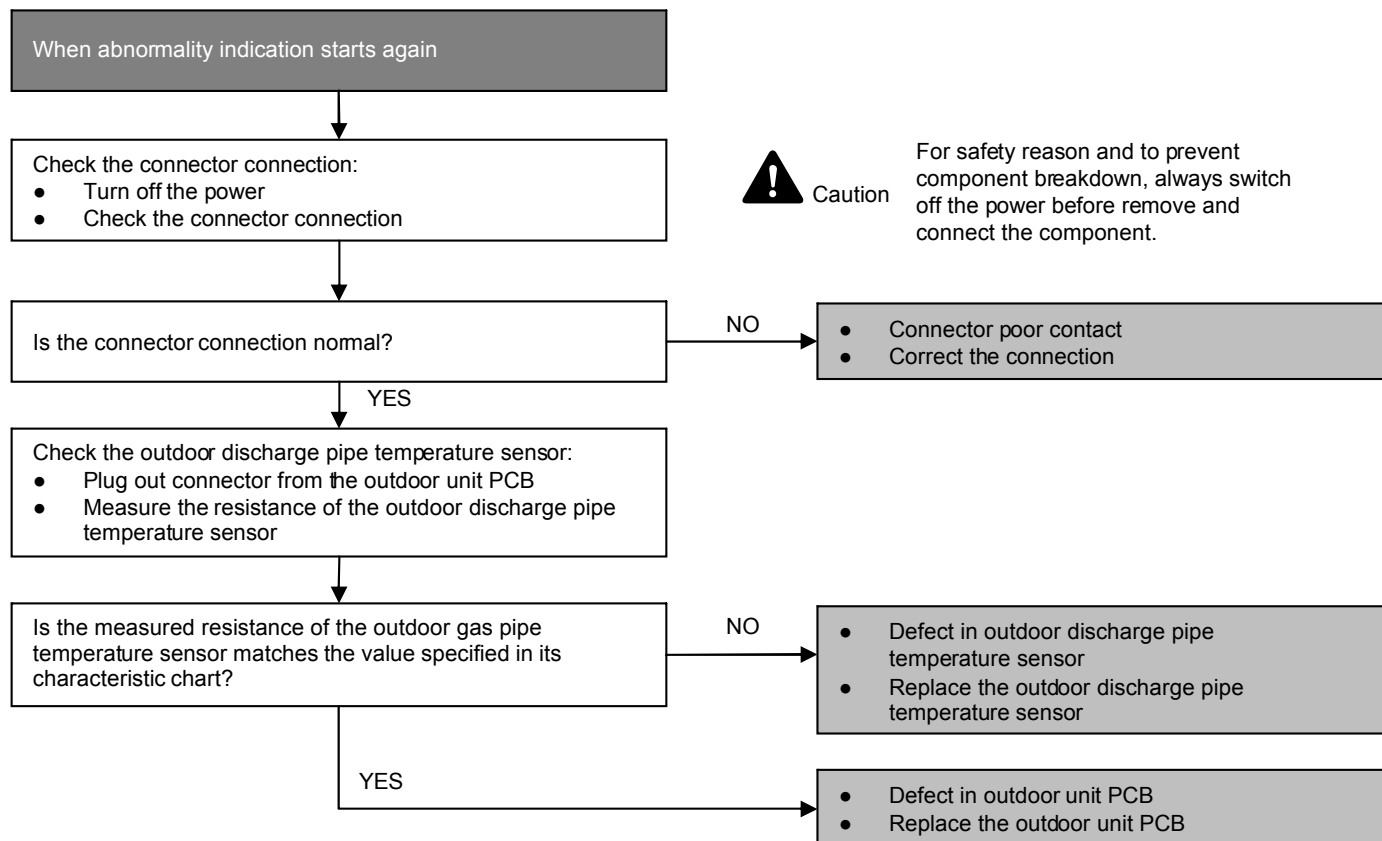 When abnormality indication starts again
Check the connector connection:
● Turn off the power
● Check the connector connection
Caution
For safety reason and to prevent
component breakdown, always switch
off the power before remove and
connect the component.
Is the connector connection normal?
NO
● Connector poor contact
● Correct the connection
YES
Check the outdoor discharge pipe temperature sensor:
● Plug out connector from the outdoor unit PCB
● Measure the resistance of the outdoor discharge pipe
temperature sensor
Is the measured resistance of the outdoor gas pipe
temperature sensor matches the value specified in its
characteristic chart?
NO
● Defect in outdoor discharge pipe
temperature sensor
● Replace the outdoor discharge pipe
temperature sensor
YES
● Defect in outdoor unit PCB
● Replace the outdoor unit PCB